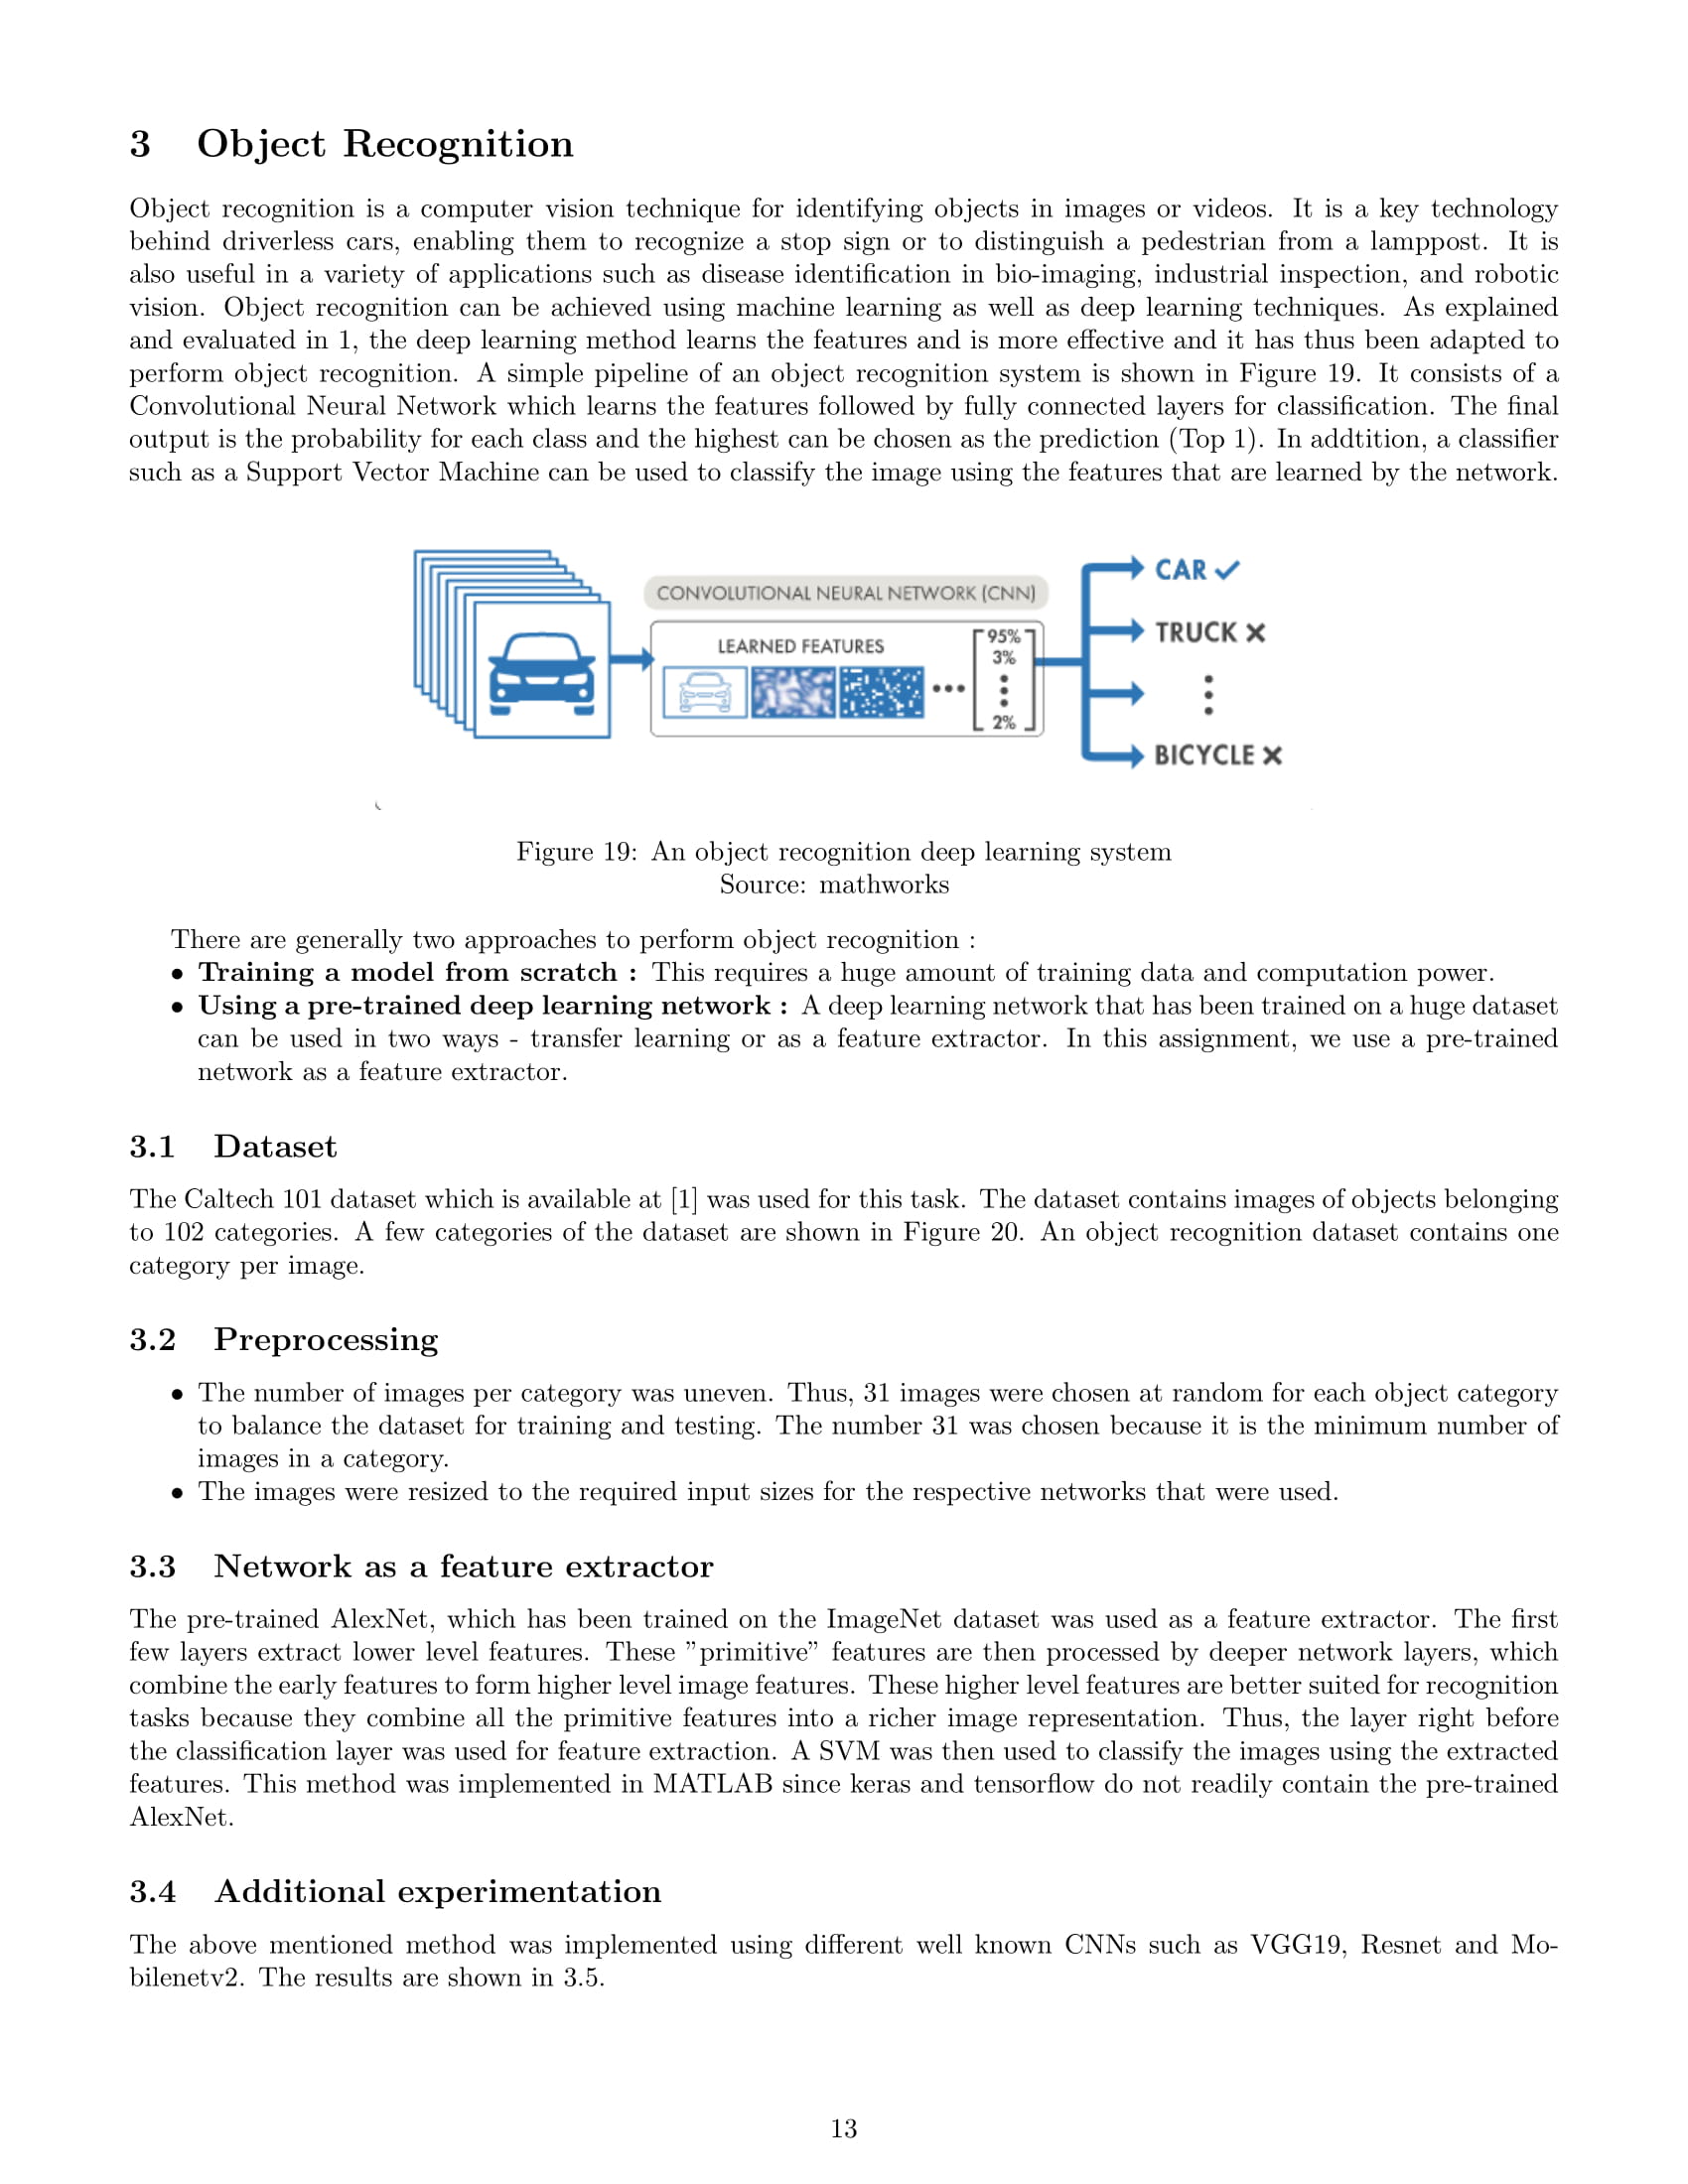 3 Object Recognition
Object recognition is a computer vision technique for identifying objects in images or videos. It is a key technology
behind driverless cars, enabling them to recognize a stop sign or to distinguish a pedestrian from a lamppost. It is
also useful in a variety of applications such as disease identification in bio-imaging, industrial inspection, and robotic
vision. Object recognition can be achieved using machine learning as well as deep learning techniques. As explained
and evaluated in 1, the deep learning method learns the features and is more effective and it has thus been adapted to
perform object recognition. A simple pipeline of an object recognition system is shown in Figure 19. It consists of a
Convolutional Neural Network which learns the features followed by fully connected layers for classification. The final
output is the probability for each class and the highest can be chosen as the prediction (Top 1). In addtition, a classifier
such as a Support Vector Machine can be used to classify the image using the features that are learned by the network.
CONVOLUTIONAL NEURAL NETWORK (CNN)
LEARNED FEATURES
95%
3%
2%
CAR ✓
TRUCK ✕
BICYCLE ✕
Figure 19: An object recognition deep learning system
Source: mathworks
There are generally two approaches to perform object recognition :
• Training a model from scratch : This requires a huge amount of training data and computation power.
• Using a pre-trained deep learning network : A deep learning network that has been trained on a huge dataset
can be used in two ways - transfer learning or as a feature extractor. In this assignment, we use a pre-trained
network as a feature extractor.
3.1 Dataset
The Caltech 101 dataset which is available at [1] was used for this task. The dataset contains images of objects belonging
to 102 categories. A few categories of the dataset are shown in Figure 20. An object recognition dataset contains one
category per image.
3.2 Preprocessing
• The number of images per category was uneven. Thus, 31 images were chosen at random for each object category
to balance the dataset for training and testing. The number 31 was chosen because it is the minimum number of
images in a category.
• The images were resized to the required input sizes for the respective networks that were used.
3.3 Network as a feature extractor
The pre-trained AlexNet, which has been trained on the ImageNet dataset was used as a feature extractor. The first
few layers extract lower level features. These ”primitive” features are then processed by deeper network layers, which
combine the early features to form higher level image features. These higher level features are better suited for recognition
tasks because they combine all the primitive features into a richer image representation. Thus, the layer right before
the classification layer was used for feature extraction. A SVM was then used to classify the images using the extracted
features. This method was implemented in MATLAB since keras and tensorflow do not readily contain the pre-trained
AlexNet.
3.4 Additional experimentation
The above mentioned method was implemented using different well known CNNs such as VGG19, Resnet and Mo-
bilenetv2. The results are shown in 3.5.
13